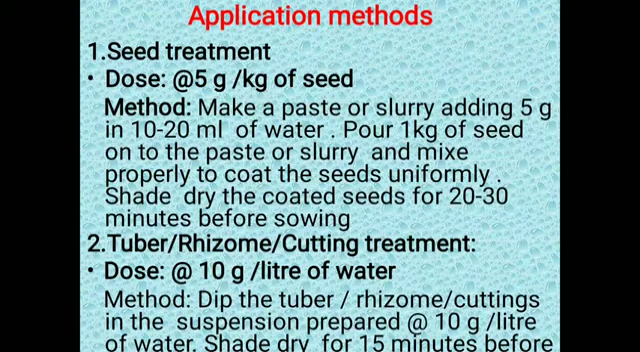 Application methods
1.Seed treatment
• Dose: @5 g /kg of seed
Method: Make a paste or slurry adding 5 g
in 10-20 ml of water . Pour 1kg of seed
on to the paste or slurry and mixe
properly to coat the seeds uniformly .
Shade dry the coated seeds for 20-30
minutes before sowing
2.Tuber/Rhizome/Cutting treatment:
• Dose: @ 10 g /litre of water
Method: Dip the tuber / rhizome/cuttings
in the suspension prepared @ 10 g /litre
of water. Shade dry for 15 minutes before